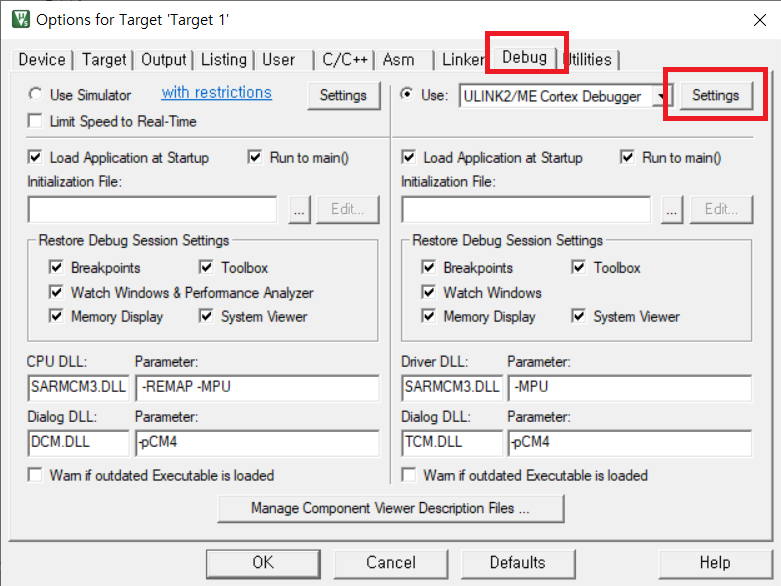 Options for Target 'Target 1'
Device Target Output Listing User C/C++ Asm Linker Debug Utilities
Use Simulator with restrictions Settings Use: ULINK2/ME Cortex Debugger Settings
Limit Speed to Real-Time
Load Application at Startup Run to main() Load Application at Startup Run to main()
Initialization File: Initialization File:
... Edit... ... Edit...
Restore Debug Session Settings Restore Debug Session Settings
Breakpoints Toolbox Breakpoints Toolbox
Watch Windows & Performance Analyzer Watch Windows
Memory Display System Viewer Memory Display System Viewer
CPU DLL: Parameter: Driver DLL: Parameter:
SARMCM3.DLL -REMAP -MPU SARMCM3.DLL -MPU
Dialog DLL: Parameter: Dialog DLL: Parameter:
DCM.DLL -pCM4 TCM.DLL -pCM4
Warn if outdated Executable is loaded Warn if outdated Executable is loaded
Manage Component Viewer Description Files ...
OK Cancel Defaults Help